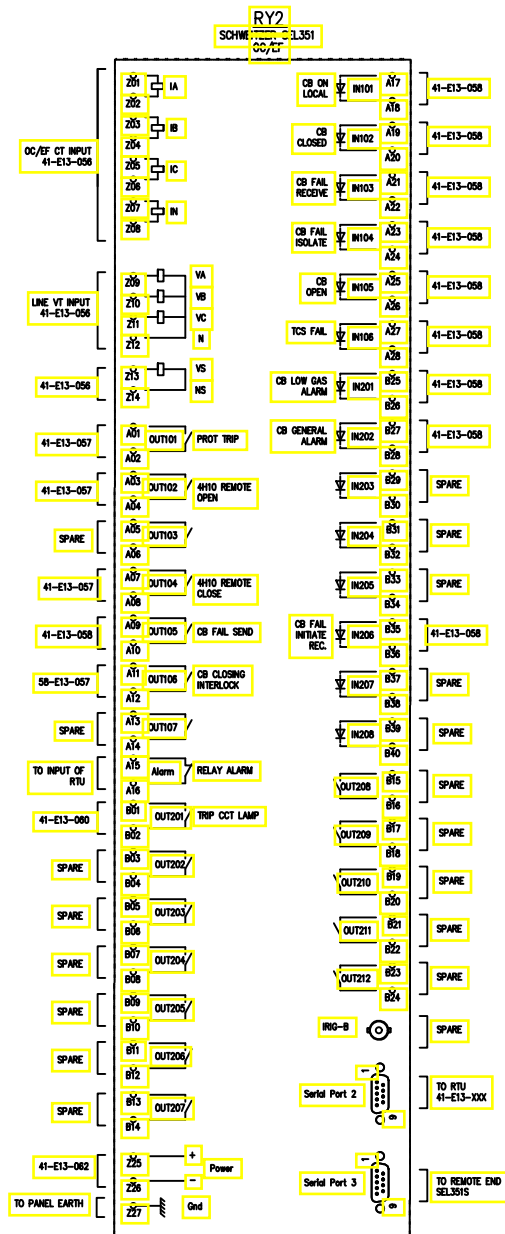 RY2
SCHWEITZER SEL351
OC/EF
Z01
IA
Z02
Z03
IB
Z04
OC/EF CT INPUT
41-E13-056
Z05
IC
Z06
Z07
IN
Z08
Z09
VA
Z10
VB
LINE VT INPUT
41-E13-056
Z11
VC
Z12
N
41-E13-056
Z13
VS
Z14
NS
41-E13-057
A01
OUT101
PROT TRIP
A02
41-E13-057
A03
OUT102
4H10 REMOTE
OPEN
A04
SPARE
A05
OUT103
A06
41-E13-057
A07
OUT104
4H10 REMOTE
CLOSE
A08
41-E13-058
A09
OUT105
CB FAIL SEND
A10
58-E13-057
A11
OUT106
CB CLOSING
INTERLOCK
A12
SPARE
A13
OUT107
A14
TO INPUT OF
RTU
A15
Alarm
RELAY ALARM
A16
41-E13-060
B01
OUT201
TRIP CCT LAMP
B02
SPARE
B03
OUT202
B04
SPARE
B05
OUT203
B06
SPARE
B07
OUT204
B08
SPARE
B09
OUT205
B10
SPARE
B11
OUT206
B12
SPARE
B13
OUT207
B14
41-E13-062
Z25
+
Power
Z26
−
TO PANEL EARTH
Z27
Gnd
CB ON
LOCAL
IN101
A17
A18
41-E13-058
CB
CLOSED
IN102
A19
A20
41-E13-058
CB FAIL
RECEIVE
IN103
A21
A22
41-E13-058
CB FAIL
ISOLATE
IN104
A23
A24
41-E13-058
CB
OPEN
IN105
A25
A26
41-E13-058
TCS FAIL
IN106
A27
A28
41-E13-058
CB LOW GAS
ALARM
IN201
B25
B26
41-E13-058
CB GENERAL
ALARM
IN202
B27
B28
41-E13-058
IN203
B29
B30
SPARE
IN204
B31
B32
SPARE
IN205
B33
B34
SPARE
CB FAIL
INITIATE
REC.
IN206
B35
B36
41-E13-058
IN207
B37
B38
SPARE
IN208
B39
B40
SPARE
OUT208
B15
B16
SPARE
OUT209
B17
B18
SPARE
OUT210
B19
B20
SPARE
OUT211
B21
B22
SPARE
OUT212
B23
B24
SPARE
IRIG-B
SPARE
Serial Port 2
1
9
TO RTU
41-E13-XXX
Serial Port 3
1
9
TO REMOTE END
SEL351S